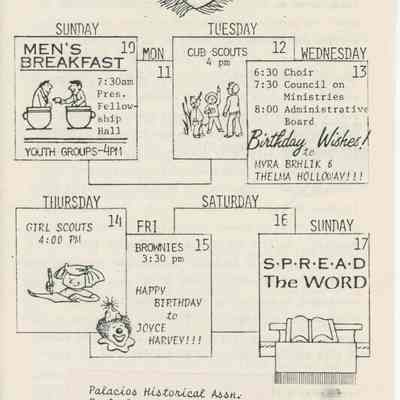 SUNDAY
10
MEN'S
BREAKFAST
7:30am
Pres.
Fellow-
ship
Hall
YOUTH GROUPS-4PM
MON
11
TUESDAY
12
CUB SCOUTS
4 pm
WEDNESDAY
13
6:30 Choir
7:30 Council on
Ministries
8:00 Administrative
Board
Birthday Wishes!
to
MYRA BRHLIK &
THELMA HOLLOWAY!!!
THURSDAY
14
GIRL SCOUTS
4:00 PM
FRI
15
BROWNIES
3:30 pm
HAPPY
BIRTHDAY
to
JOYCE
HARVEY!!!
SATURDAY
16
SUNDAY
17
S·P·R·E·A·D
The WORD
Palacios Historical Assn.